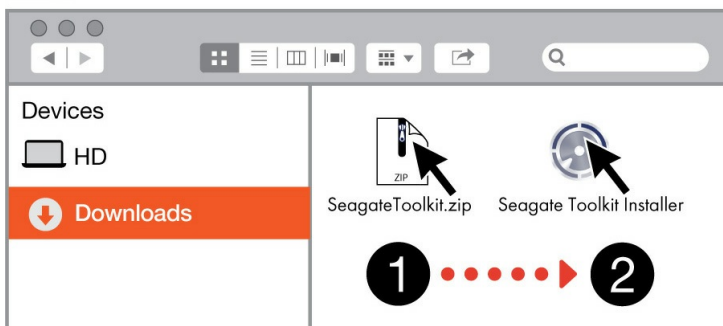 Devices
HD
Downloads
ZIP
SeagateToolkit.zip
Seagate Toolkit Installer
1
2